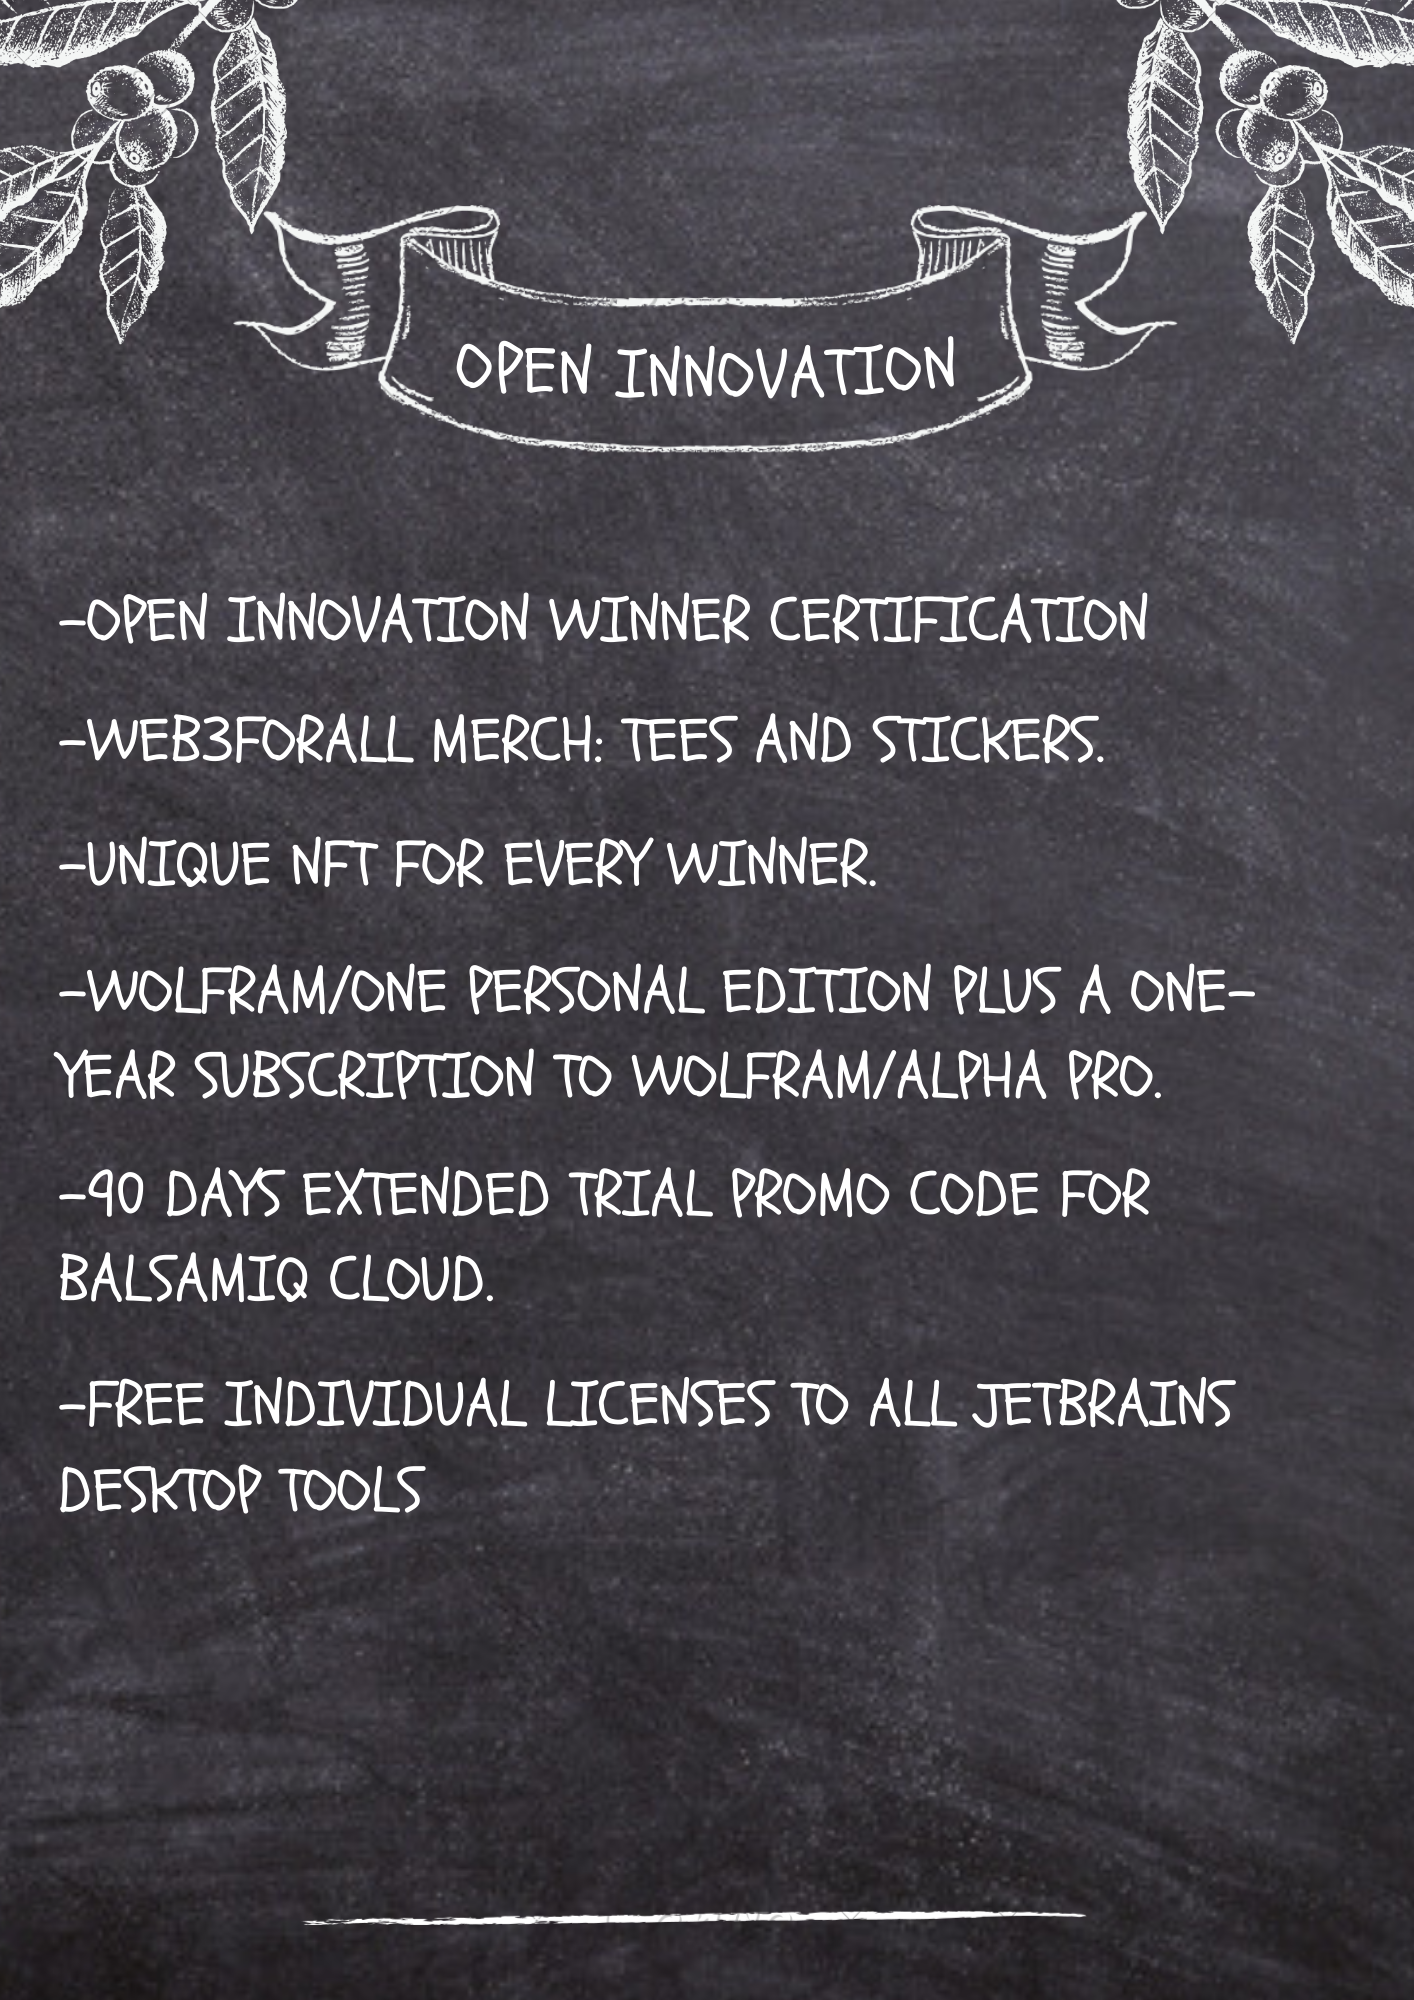 OPEN INNOVATION
-OPEN INNOVATION WINNER CERTIFICATION
-WEB3FORALL MERCH: TEES AND STICKERS.
-UNIQUE NFT FOR EVERY WINNER.
-WOLFRAM/ONE PERSONAL EDITION PLUS A ONE-
YEAR SUBSCRIPTION TO WOLFRAM/ALPHA PRO.
-90 DAYS EXTENDED TRIAL PROMO CODE FOR
BALSAMIQ CLOUD.
-FREE INDIVIDUAL LICENSES TO ALL JETBRAINS
DESKTOP TOOLS